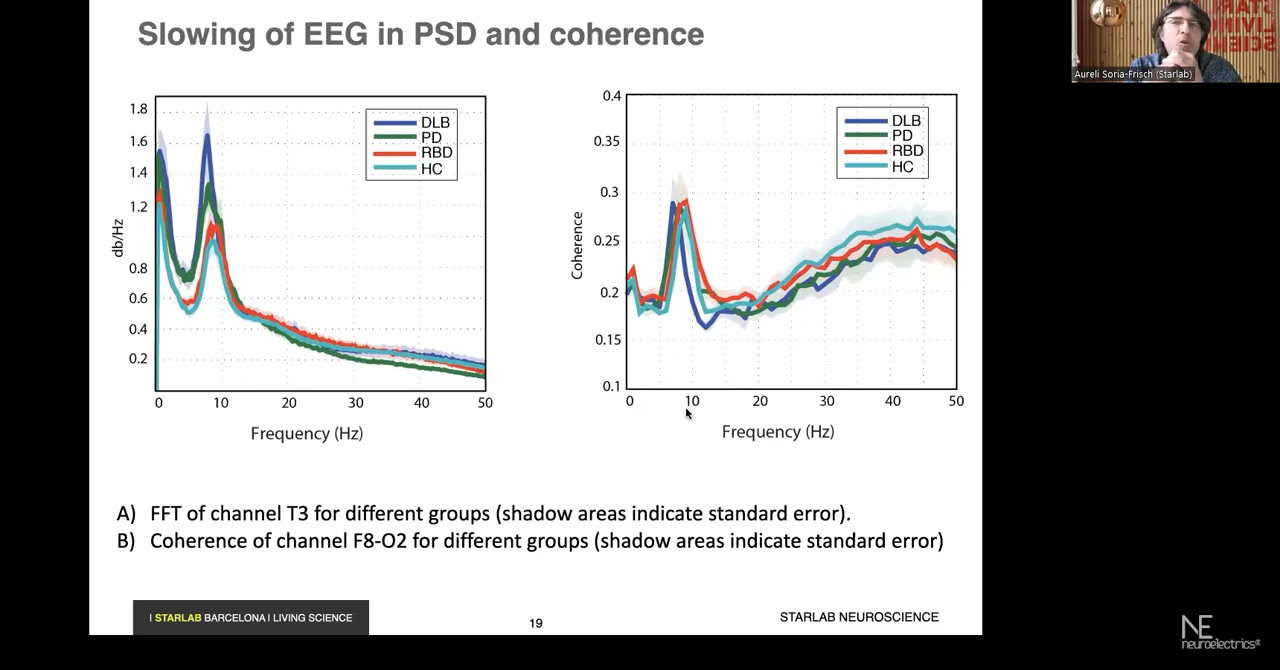 Slowing of EEG in PSD and coherence
Aureli Soria-Frisch (Starlab)
1.8
1.6
1.4
1.2
0.8
0.6
0.4
0.2
db/Hz
DLB
PD
RBD
HC
0 10 20 30 40 50
Frequency (Hz)
0.4
0.35
0.3
0.25
0.2
0.15
0.1
Coherence
DLB
PD
RBD
HC
0 10 20 30 40 50
Frequency (Hz)
A) FFT of channel T3 for different groups (shadow areas indicate standard error).
B) Coherence of channel F8-O2 for different groups (shadow areas indicate standard error)
| STARLAB BARCELONA | LIVING SCIENCE
19
STARLAB NEUROSCIENCE
NE
neuroelectrics®